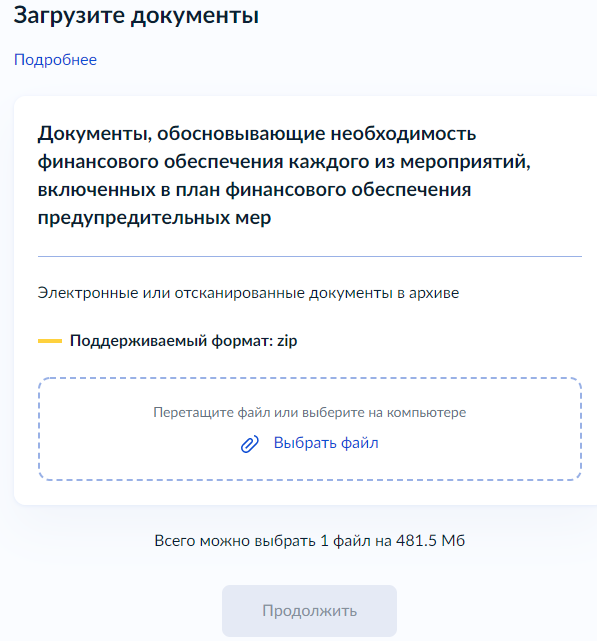 Загрузите документы
Подробнее
Документы, обосновывающие необходимость
финансового обеспечения каждого из мероприятий,
включенных в план финансового обеспечения
предупредительных мер
Электронные или отсканированные документы в архиве
Поддерживаемый формат: zip
Перетащите файл или выберите на компьютере
Выбрать файл
Всего можно выбрать 1 файл на 481.5 Мб
Продолжить